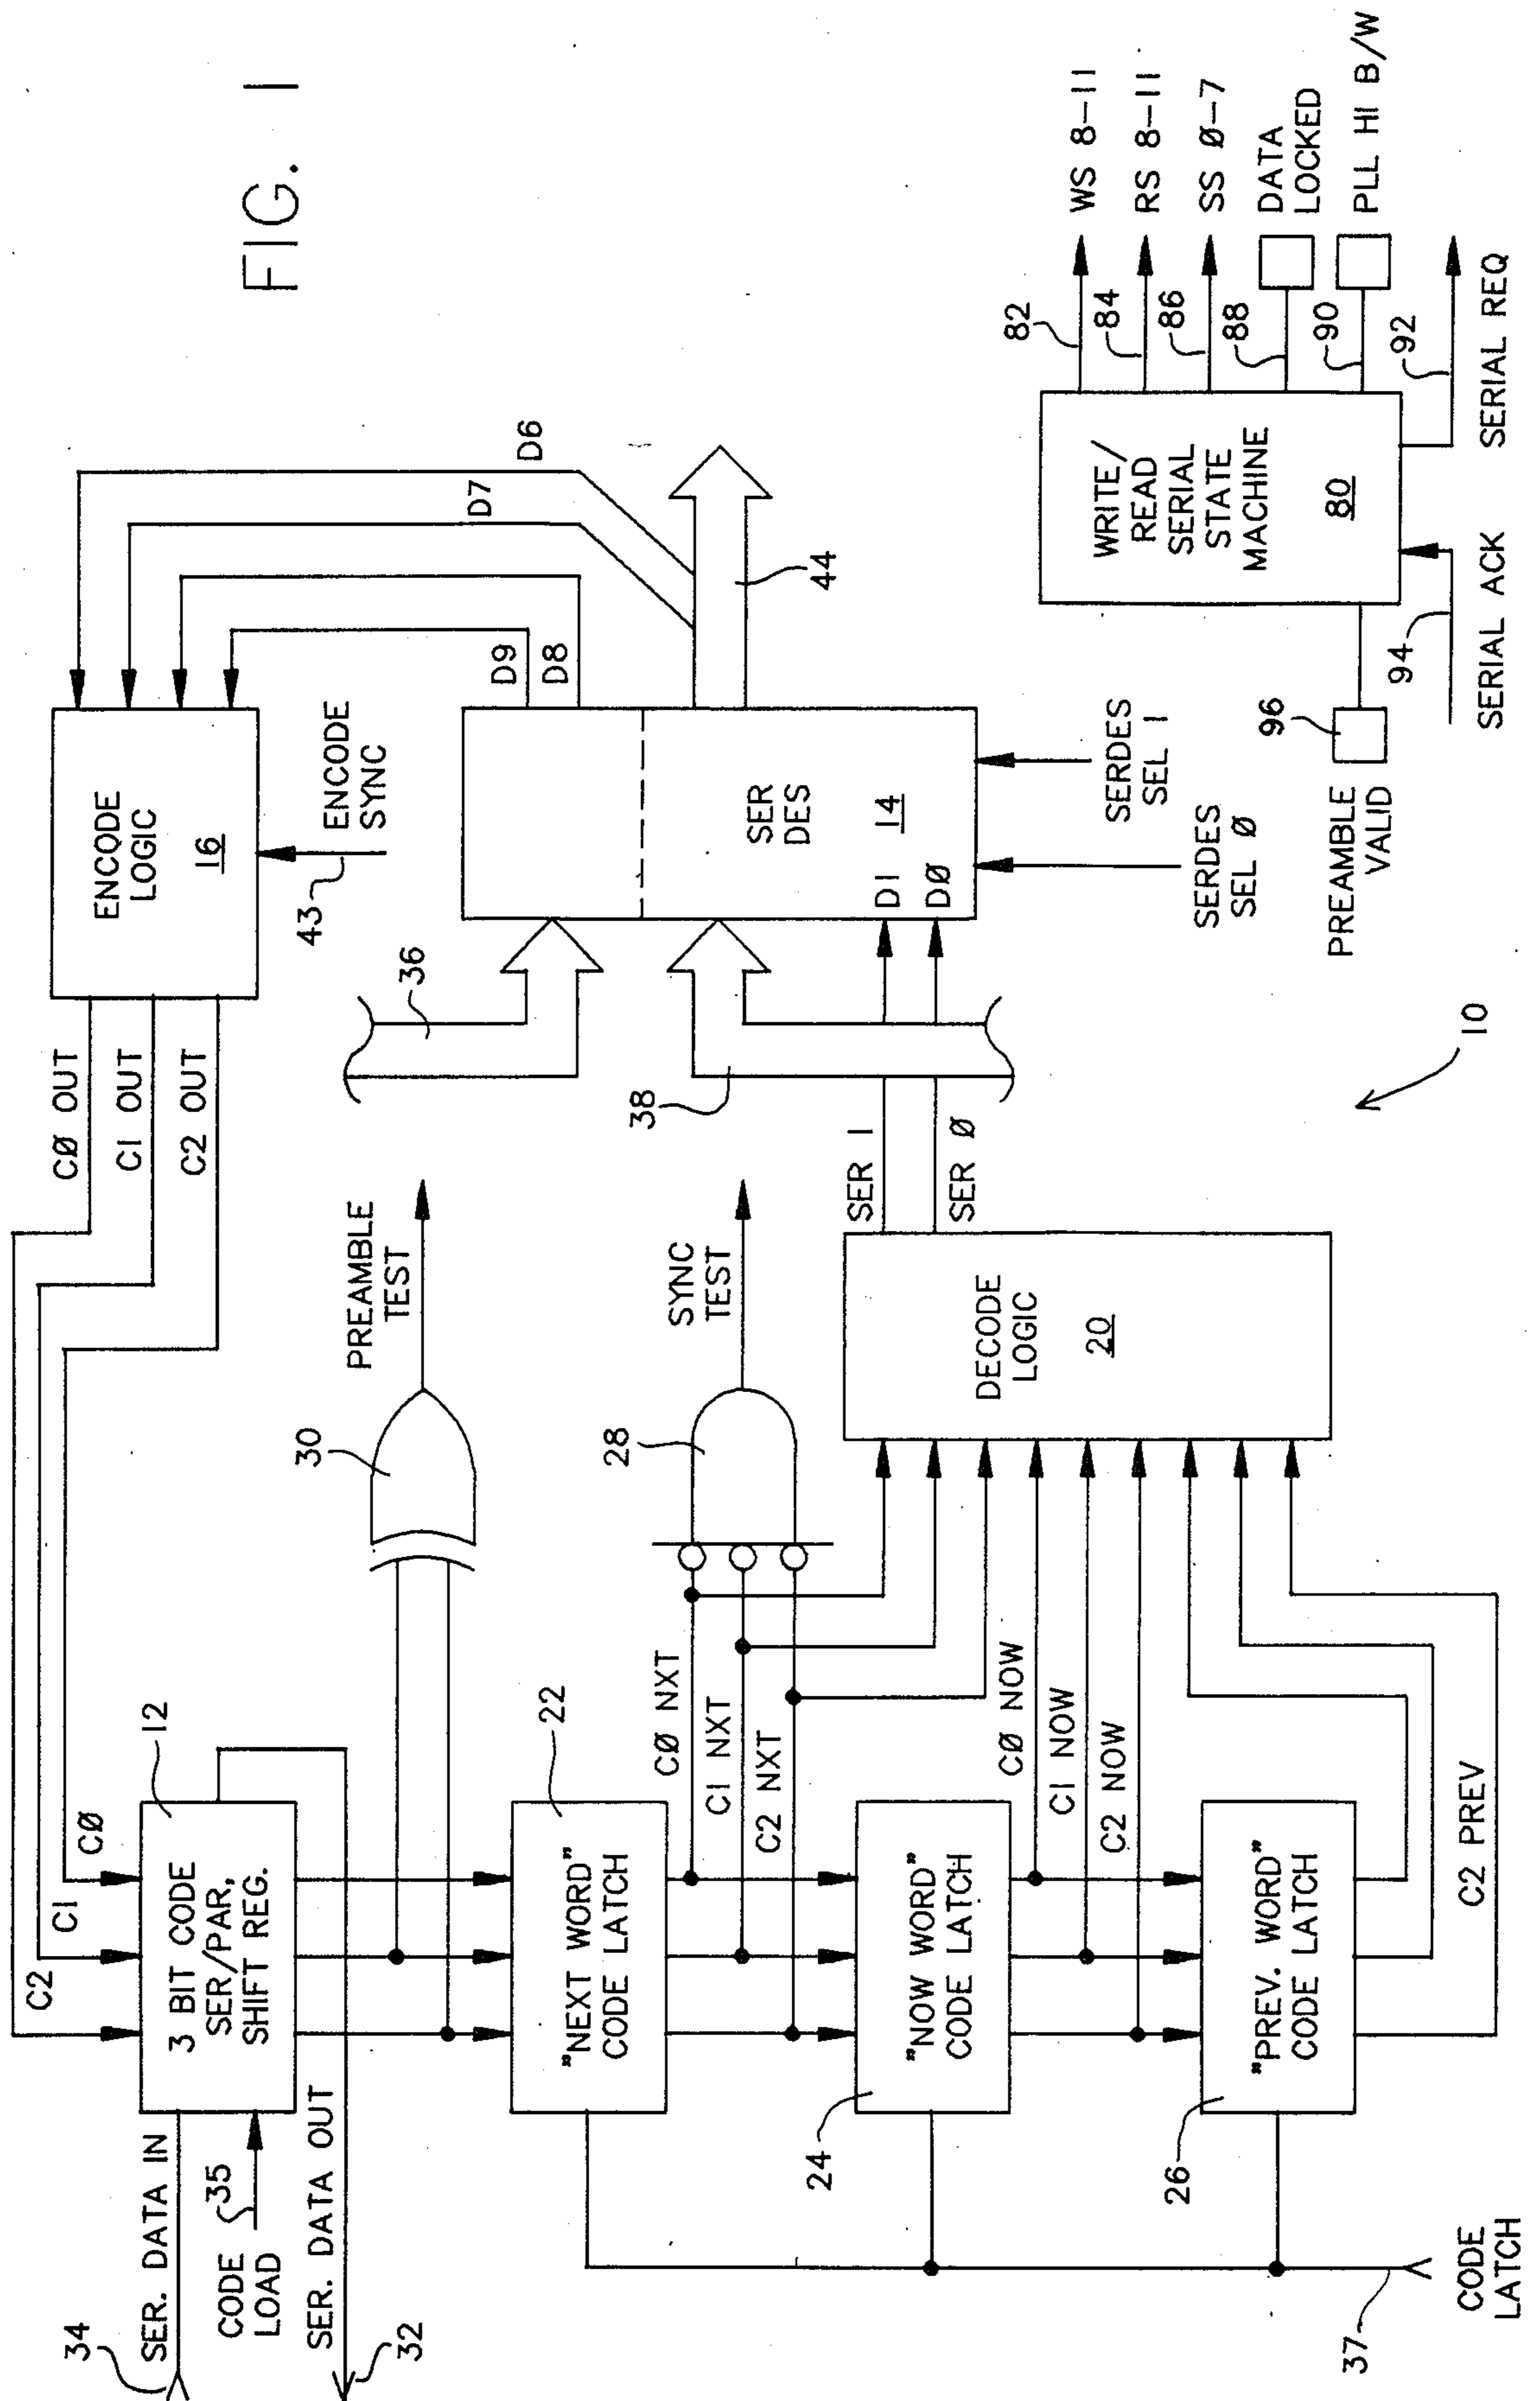 FIG. 1
34
SER. DATA IN
CODE
LOAD
35
SER. DATA OUT
32
C2
C1
CØ
12
3 BIT CODE
SER/PAR,
SHIFT REG.
CØ OUT
C1 OUT
C2 OUT
ENCODE
LOGIC
16
43
ENCODE
SYNC
D6
D7
D9
D8
30
PREAMBLE
TEST
36
22
"NEXT WORD"
CODE LATCH
CØ NXT
C1 NXT
C2 NXT
28
SYNC
TEST
38
SER
DES
14
D1
DØ
44
SERDES
SEL Ø
SERDES
SEL 1
24
"NOW WORD"
CODE LATCH
CØ NOW
C1 NOW
C2 NOW
DECODE
LOGIC
20
SER 1
SER Ø
26
"PREV. WORD"
CODE LATCH
C2 PREV
37
CODE
LATCH
10
WRITE/
READ
SERIAL
STATE
MACHINE
80
82
WS 8-11
84
RS 8-11
86
SS Ø-7
88
DATA
LOCKED
90
PLL HI B/W
92
SERIAL REQ
94
SERIAL ACK
96
PREAMBLE
VALID